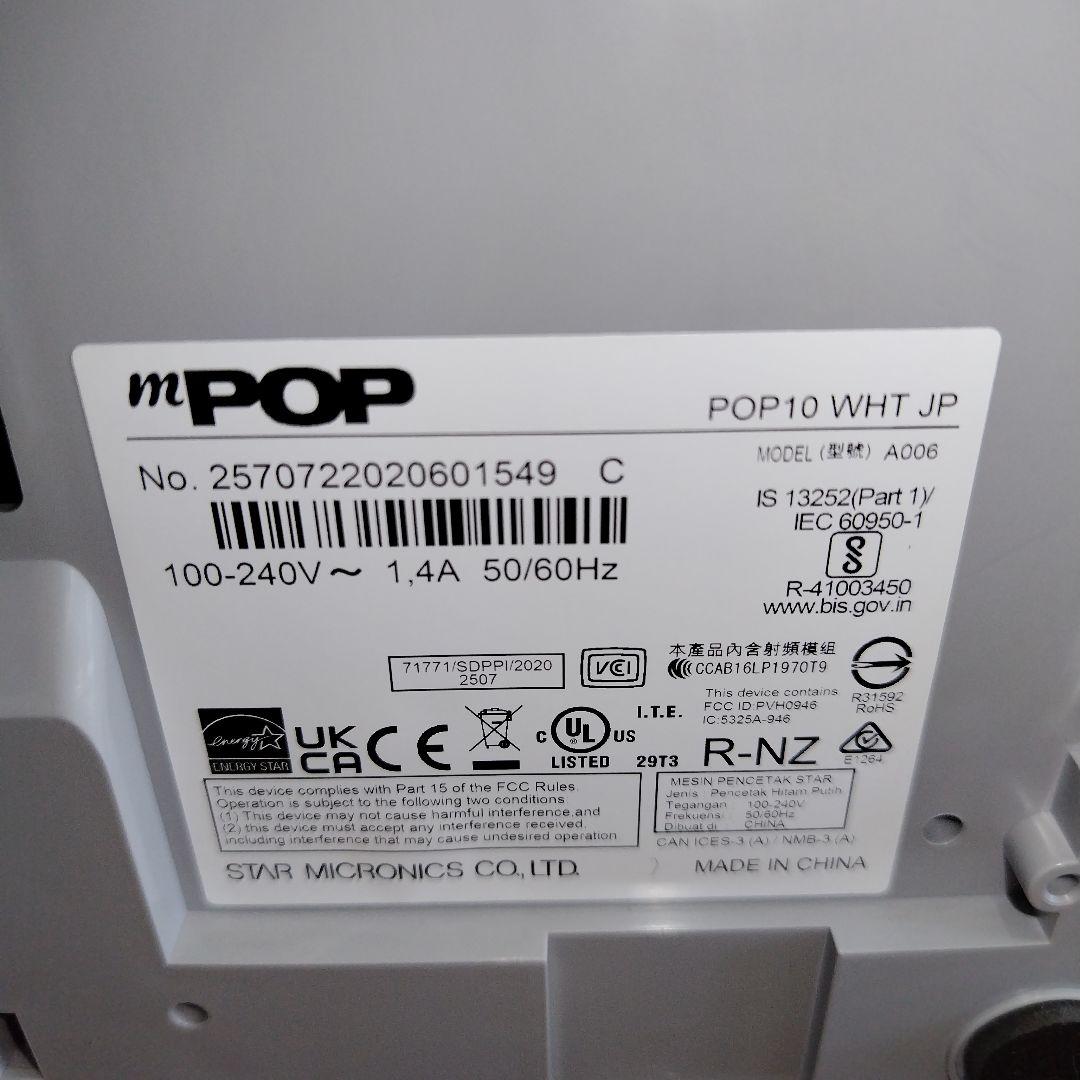 mPOP
POP10 WHT JP
No. 2570722020601549 C
MODEL (型號) A006
100-240V～ 1,4A 50/60Hz
IS 13252(Part 1)/
IEC 60950-1
R-41003450
www.bis.gov.in
71771/SDPPI/2020
2507
VCI
本產品內含射頻模組
CCAB16LP1970T9
This device contains
FCC ID:PVH0946
IC:5325A-946
R31592
RoHS
energy
ENERGY STAR
UK
CA
CE
C UL US
LISTED
I.T.E.
29T3
R-NZ
E1264
This device complies with Part 15 of the FCC Rules.
Operation is subject to the following two conditions
(1) This device may not cause harmful interference,and
(2) this device must accept any interference received,
including interference that may cause undesired operation
MESIN PENCETAK STAR
Jenis : Pencetak Hitam Putih
Tegangan : 100-240V
Frekuensi : 50/60Hz
Dibuat di : CHINA
CAN ICES-3 (A) / NMB-3 (A)
STAR MICRONICS CO., LTD.
MADE IN CHINA